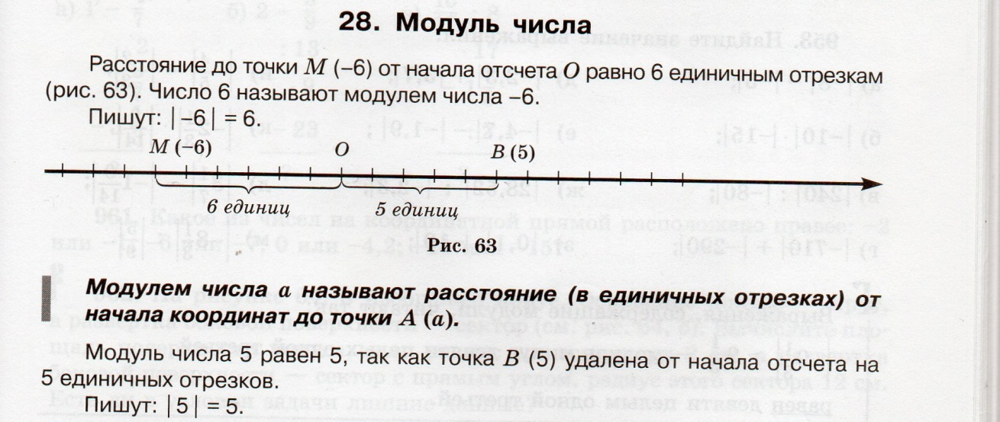 28. Модуль числа
Расстояние до точки M (–6) от начала отсчета O равно 6 единичным отрезкам
(рис. 63). Число 6 называют модулем числа –6.
Пишут: |–6| = 6.
M (–6) O B (5)
6 единиц 5 единиц
Рис. 63
Модулем числа a называют расстояние (в единичных отрезках) от
начала координат до точки A (a).
Модуль числа 5 равен 5, так как точка B (5) удалена от начала отсчета на
5 единичных отрезков.
Пишут: |5| = 5.